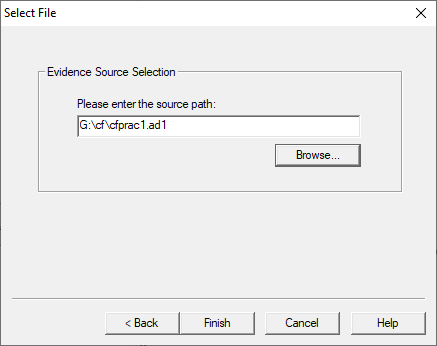 Select File
Evidence Source Selection
Please enter the source path:
G:\cf\cfprac1.ad1
Browse...
< Back
Finish
Cancel
Help